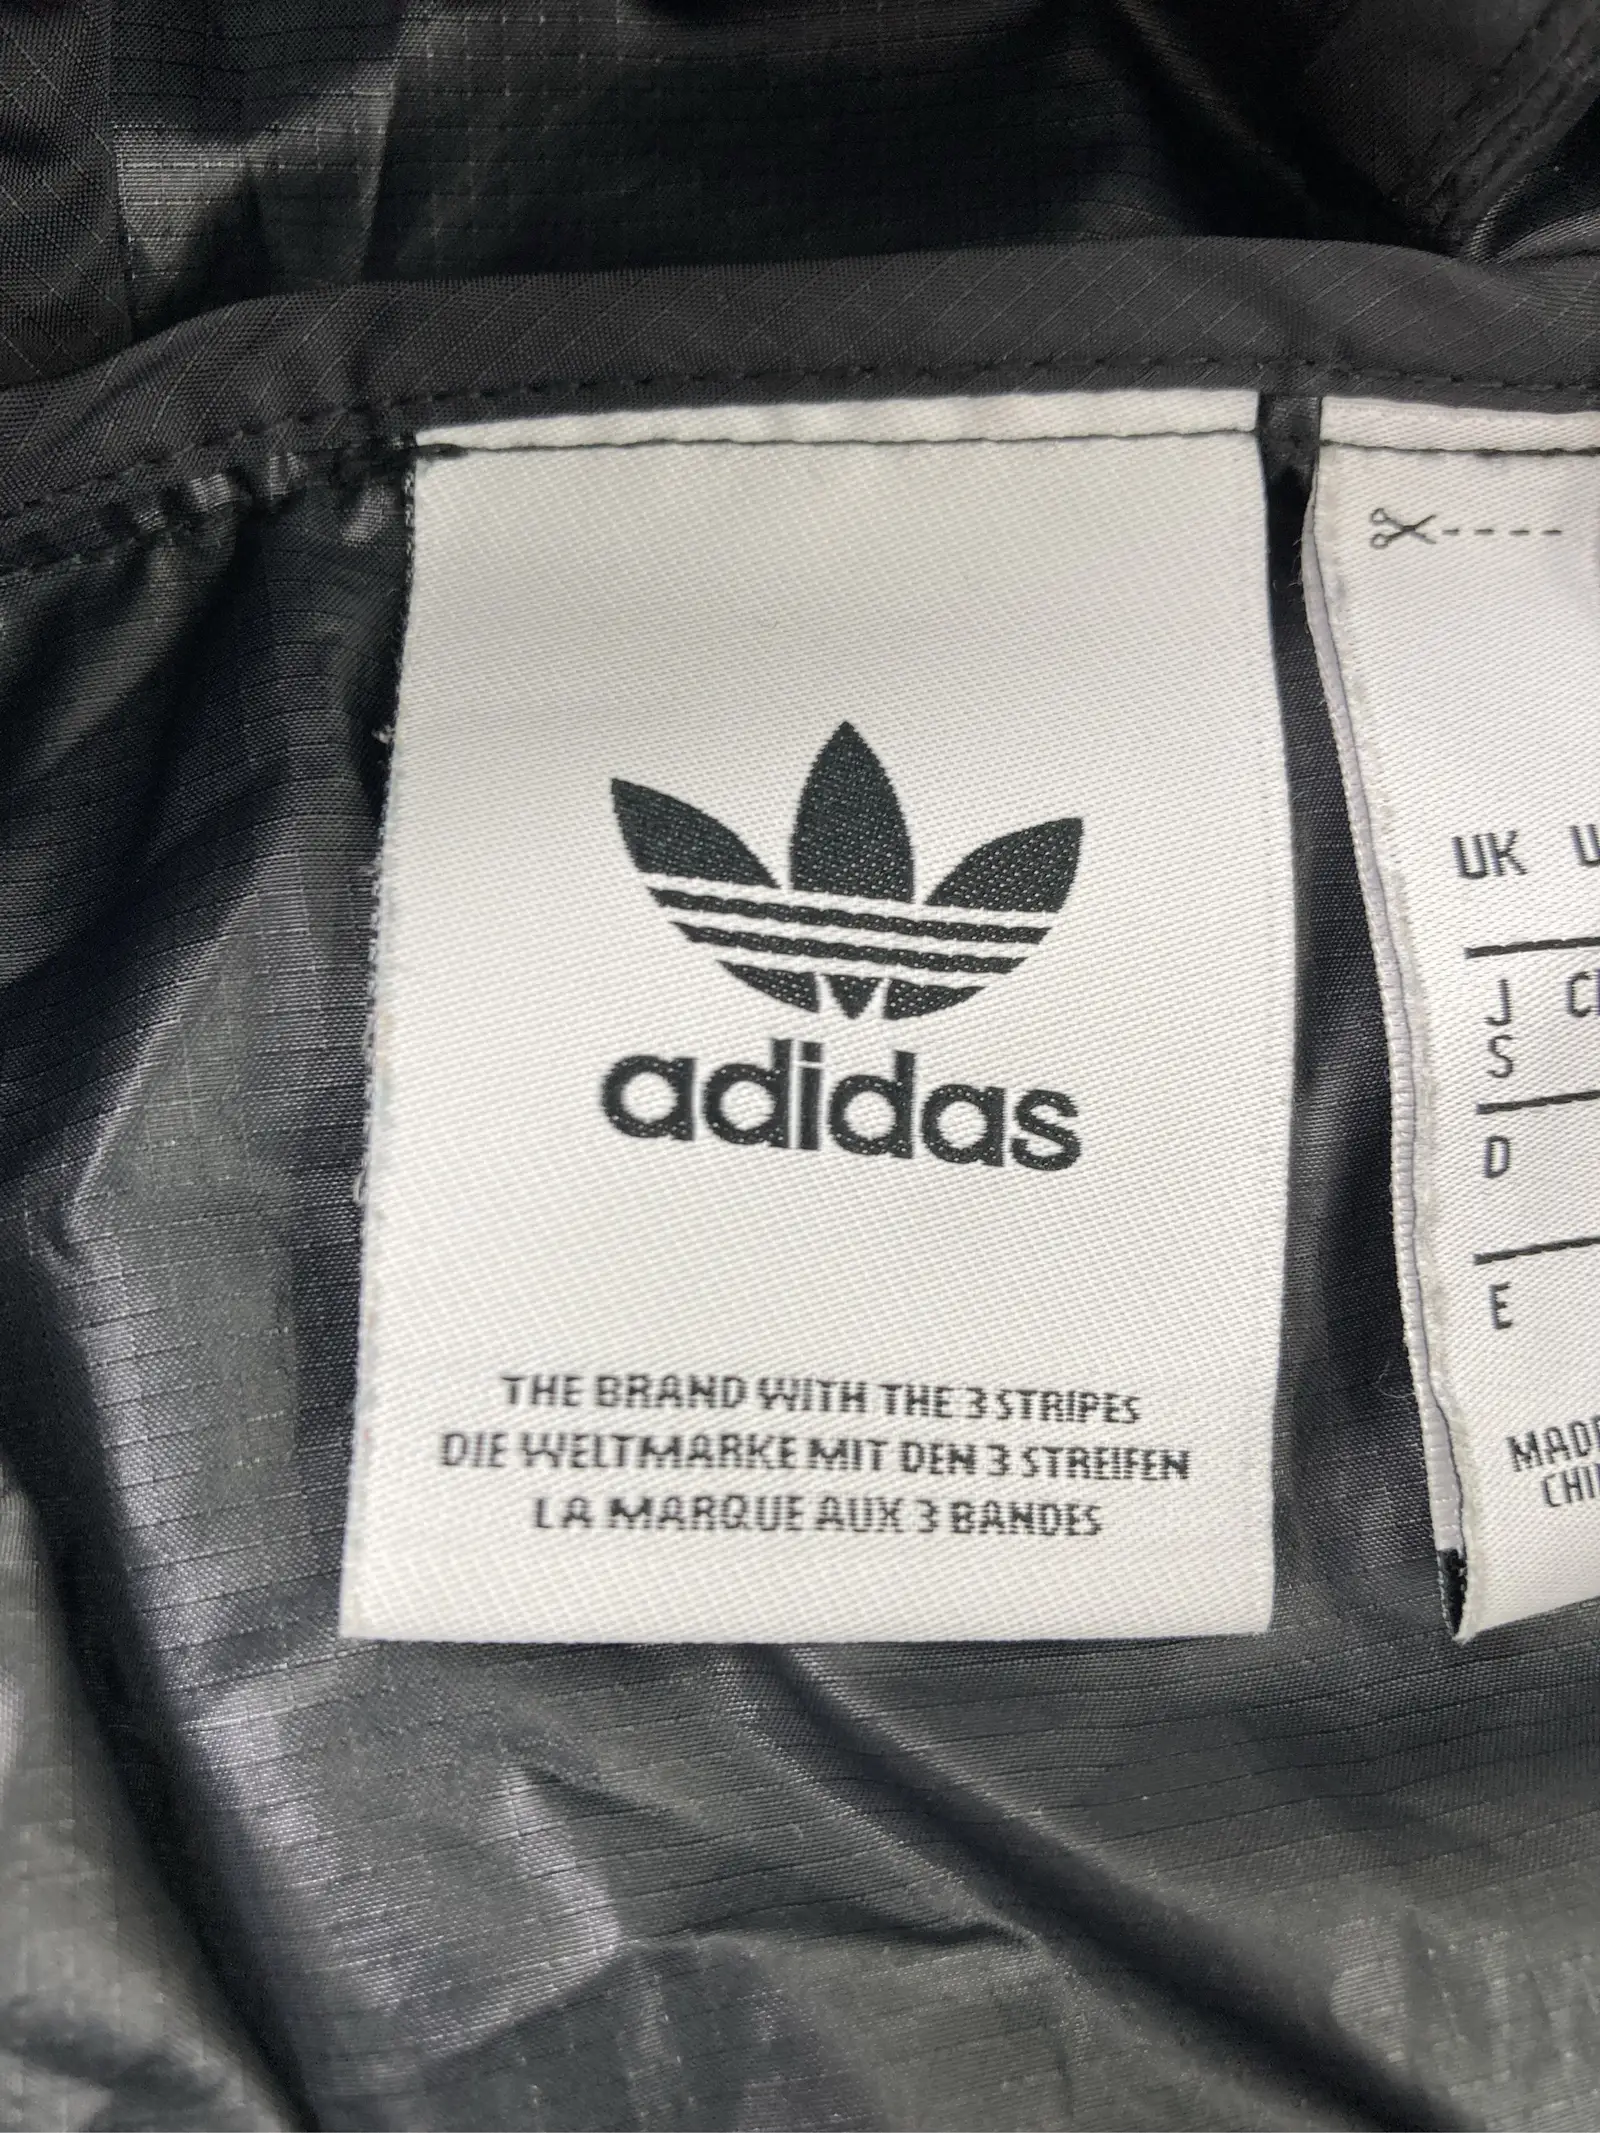 adidas
THE BRAND WITH THE 3 STRIPES
DIE WELTMARKE MIT DEN 3 STREIFEN
LA MARQUE AUX 3 BANDES
UK
J
S
D
E